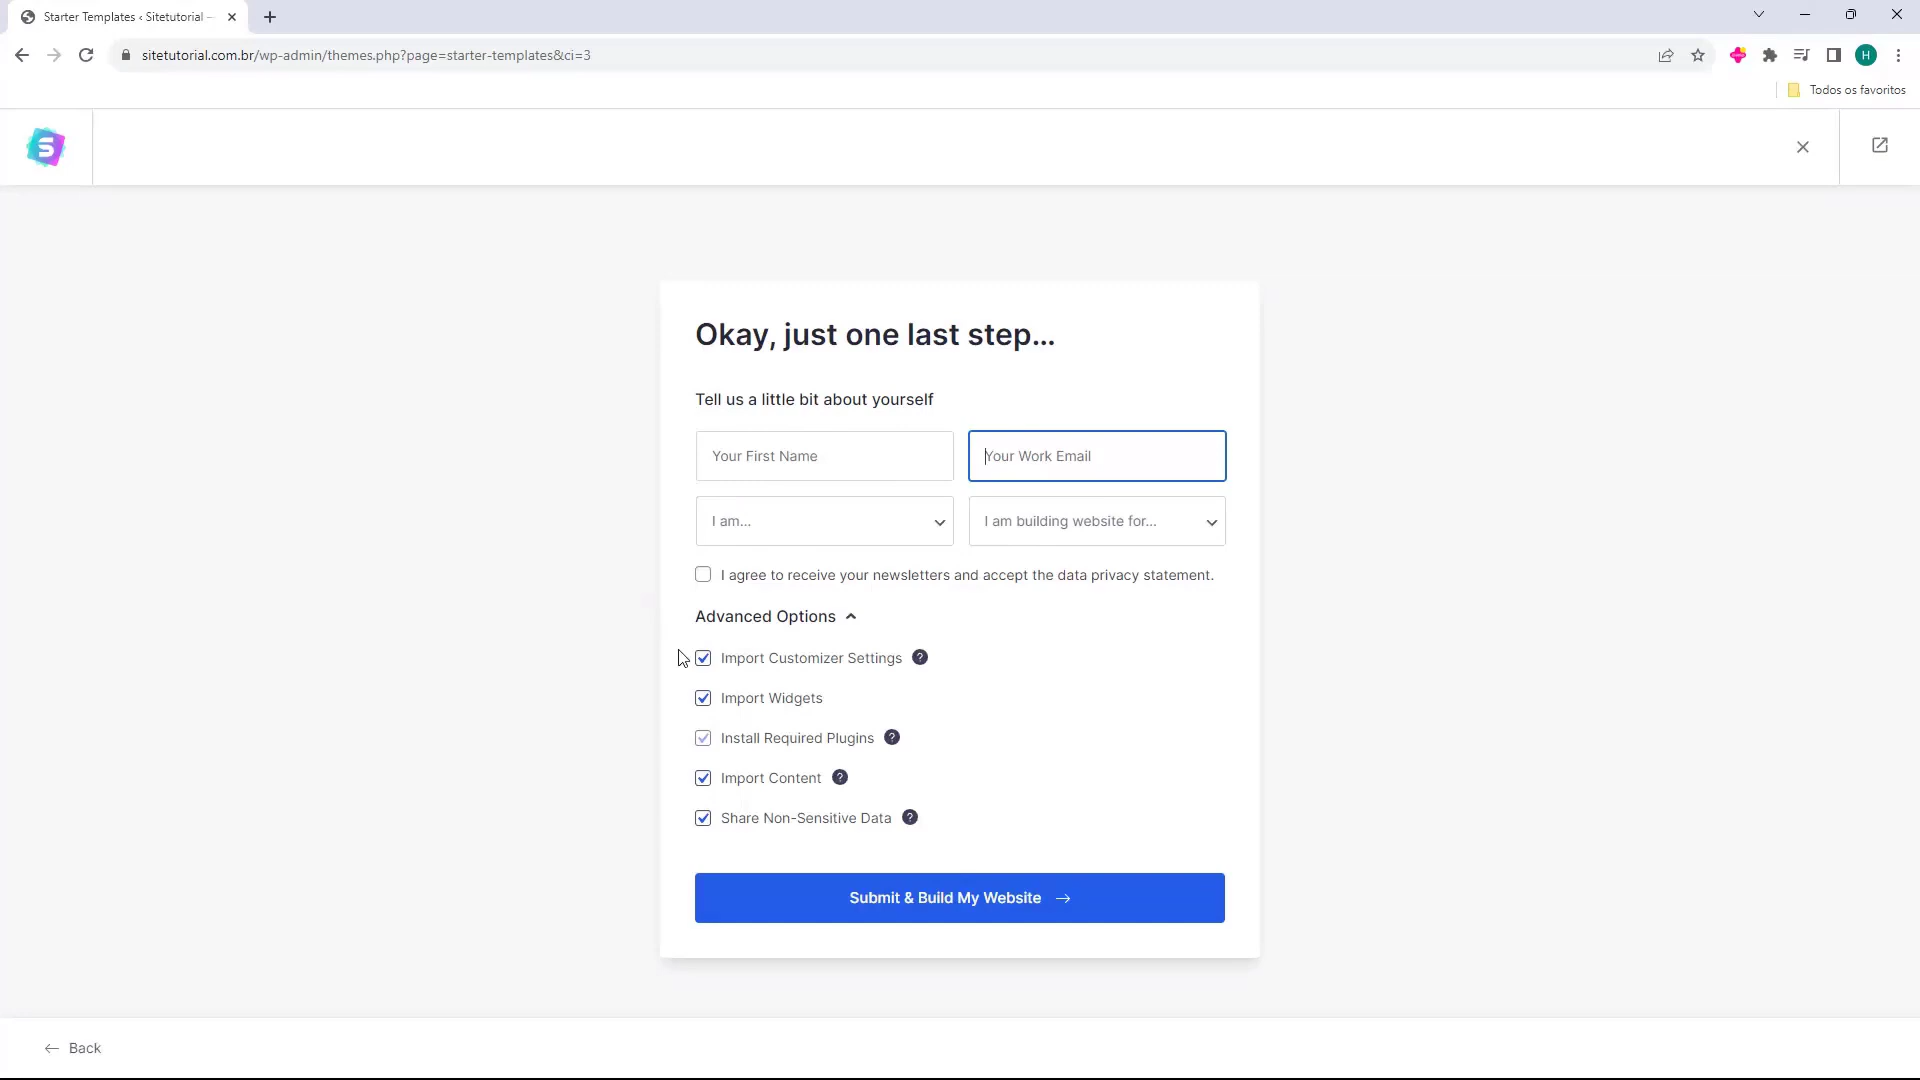 Starter Templates ‹ Sitetutorial –
sitetutorial.com.br/wp-admin/themes.php?page=starter-templates&ci=3
H
Todos os favoritos
S
Okay, just one last step...
Tell us a little bit about yourself
Your First Name
Your Work Email
I am...
I am building website for...
I agree to receive your newsletters and accept the data privacy statement.
Advanced Options
Import Customizer Settings ?
Import Widgets
Install Required Plugins ?
Import Content ?
Share Non-Sensitive Data ?
Submit & Build My Website →
← Back